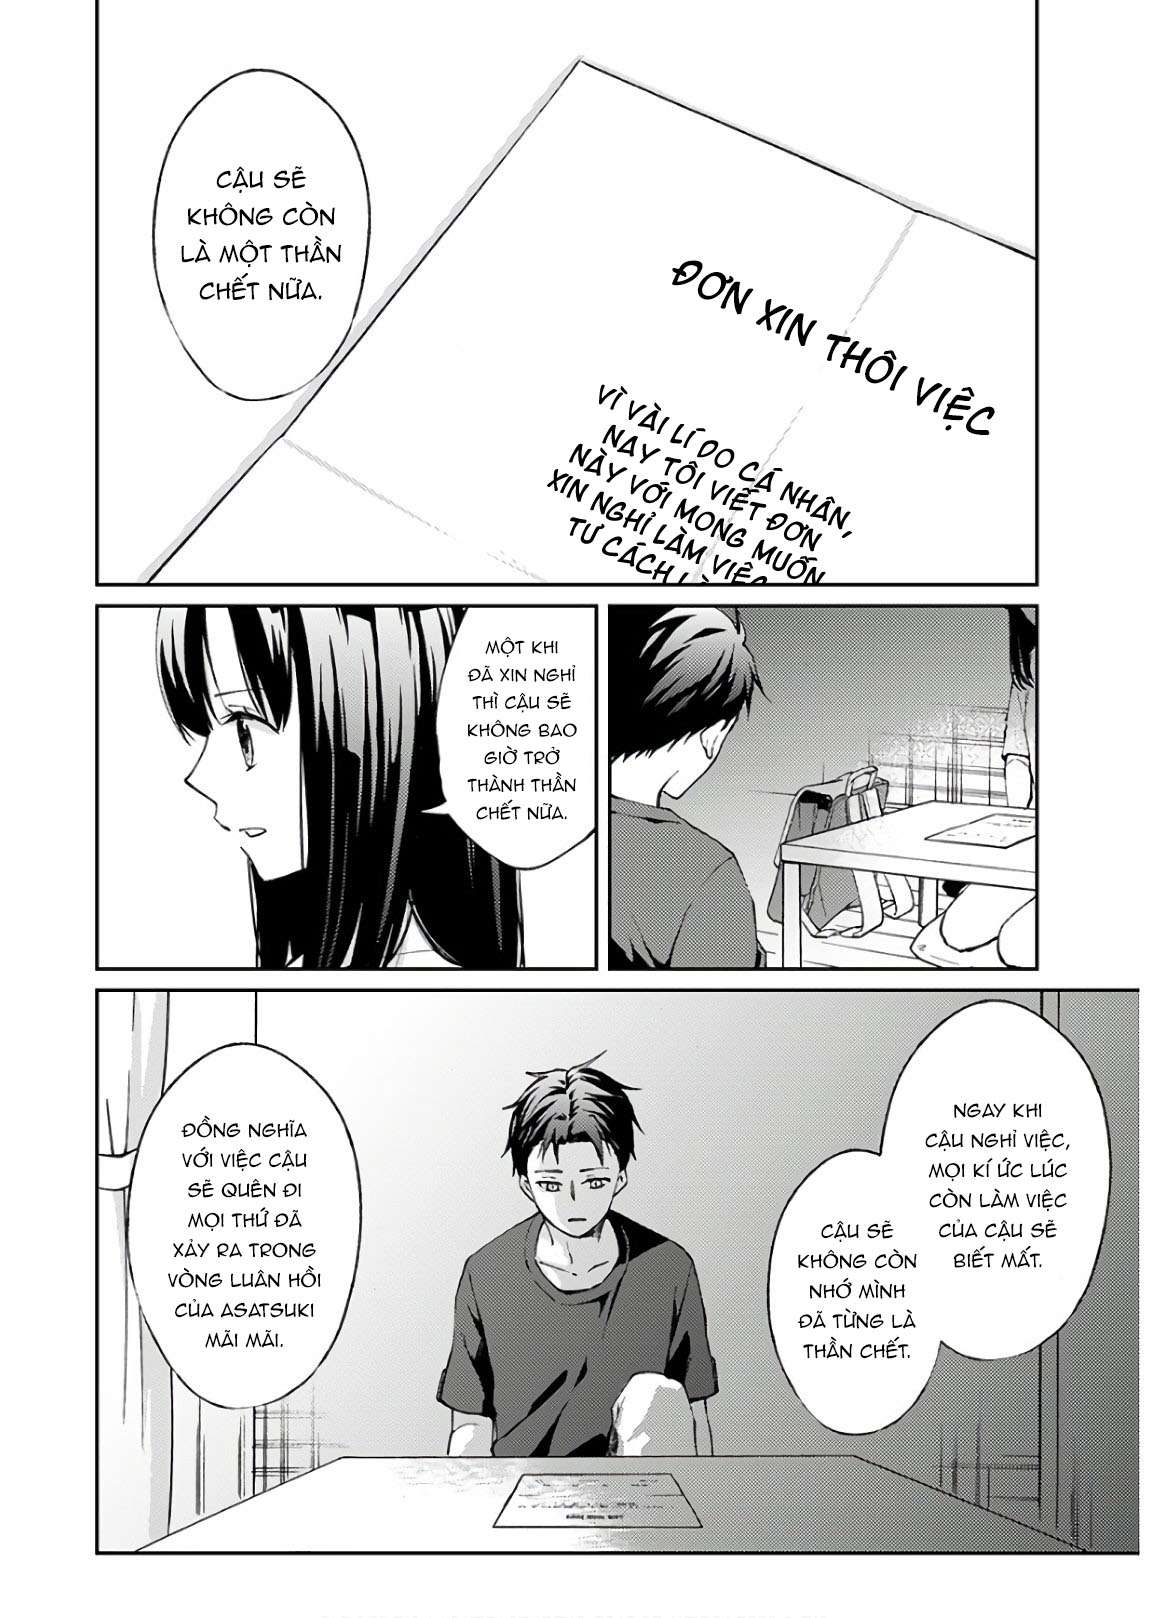 CẬU SẼ
KHÔNG CÒN
LÀ MỘT THẦN
CHẾT NỮA.
ĐƠN XIN THÔI VIỆC
VÌ VÀI LÍ DO CÁ NHÂN,
NAY TÔI VIẾT ĐƠN
NÀY VỚI MONG MUỐN
XIN NGHỈ LÀM VIỆC
TƯ CÁCH
MỘT KHI
ĐÃ XIN NGHỈ
THÌ CẬU SẼ
KHÔNG BAO
GIỜ TRỞ
THÀNH THẦN
CHẾT NỮA.
NGAY KHI
CẬU NGHỈ VIỆC,
MỌI KÍ ỨC LÚC
CÒN LÀM VIỆC
CỦA CẬU SẼ
BIẾT MẤT.
CẬU SẼ
KHÔNG CÒN
NHỚ MÌNH
ĐÃ TỪNG LÀ
THẦN CHẾT.
ĐỒNG NGHĨA
VỚI VIỆC CẬU
SẼ QUÊN ĐI
MỌI THỨ ĐÃ
XẢY RA TRONG
VÒNG LUÂN HỒI
CỦA ASATSUKI
MÃI MÃI.